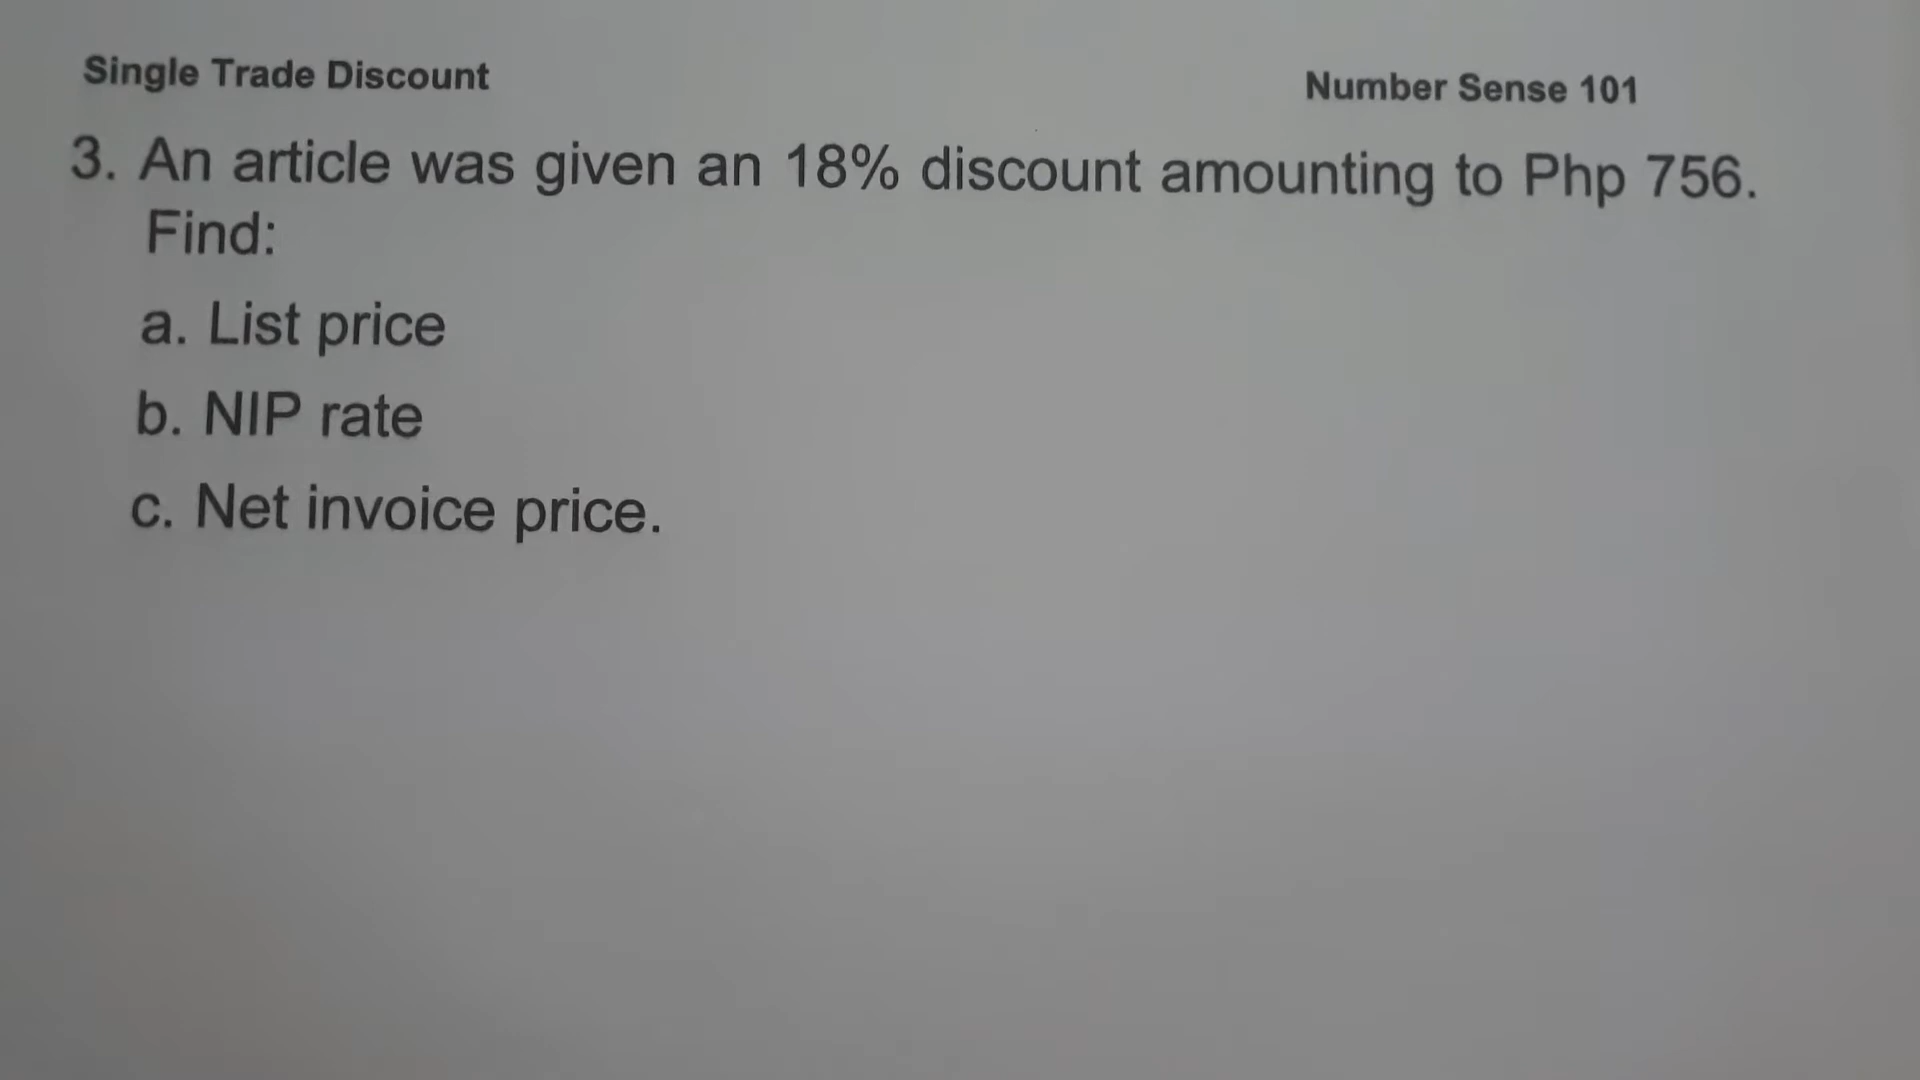 Single Trade Discount
Number Sense 101
3. An article was given an 18% discount amounting to Php 756.
Find:
a. List price
b. NIP rate
c. Net invoice price.